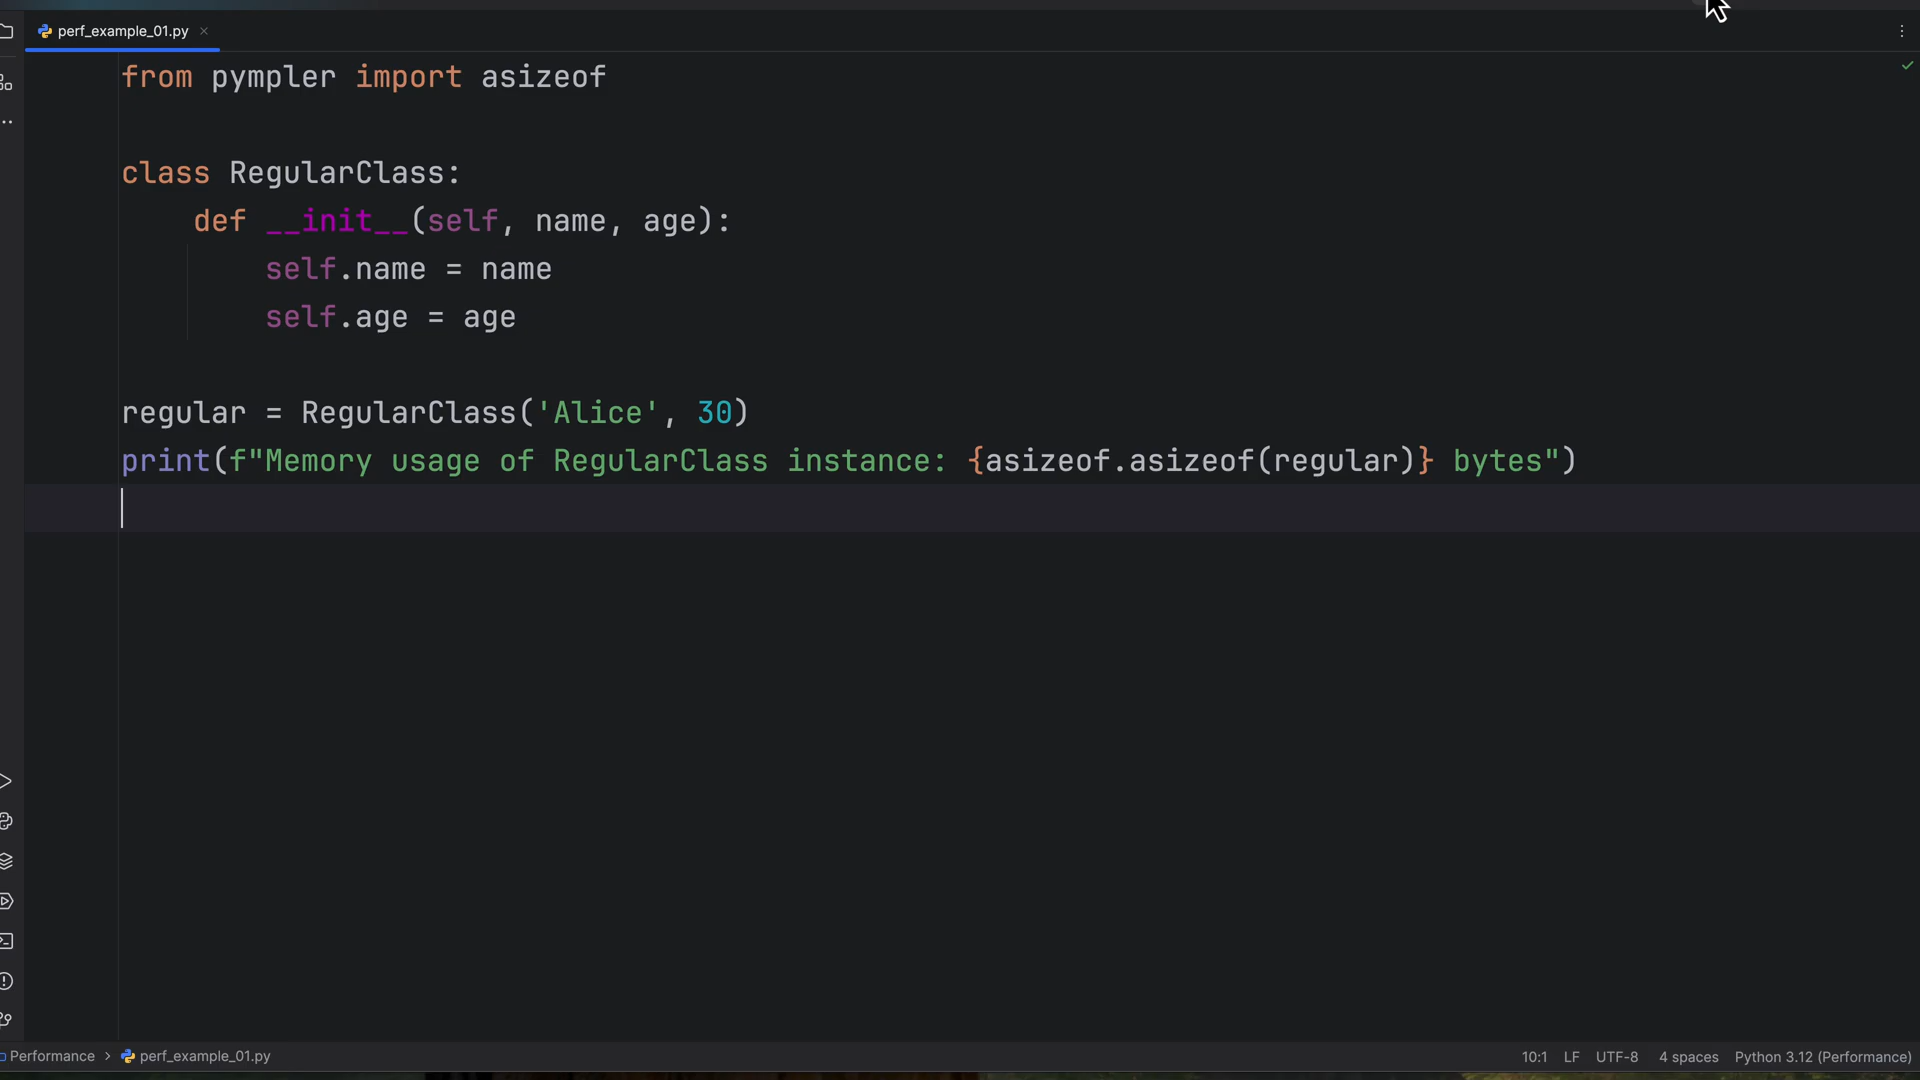 perf_example_01.py
from pympler import asizeof
class RegularClass:
    def __init__(self, name, age):
        self.name = name
        self.age = age
regular = RegularClass('Alice', 30)
print(f"Memory usage of RegularClass instance: {asizeof.asizeof(regular)} bytes")
Performance > perf_example_01.py
10:1 LF UTF-8 4 spaces Python 3.12 (Performance)